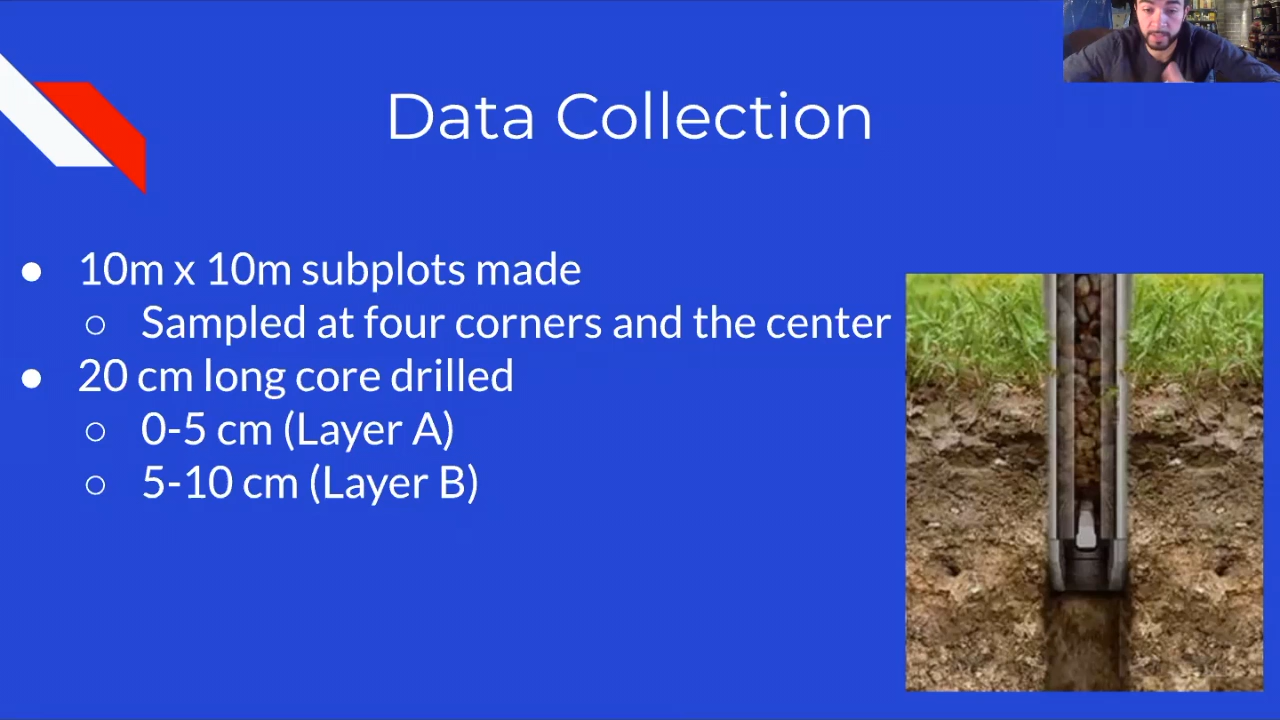 Data Collection
10m x 10m subplots made
Sampled at four corners and the center
20 cm long core drilled
0-5 cm (Layer A)
5-10 cm (Layer B)